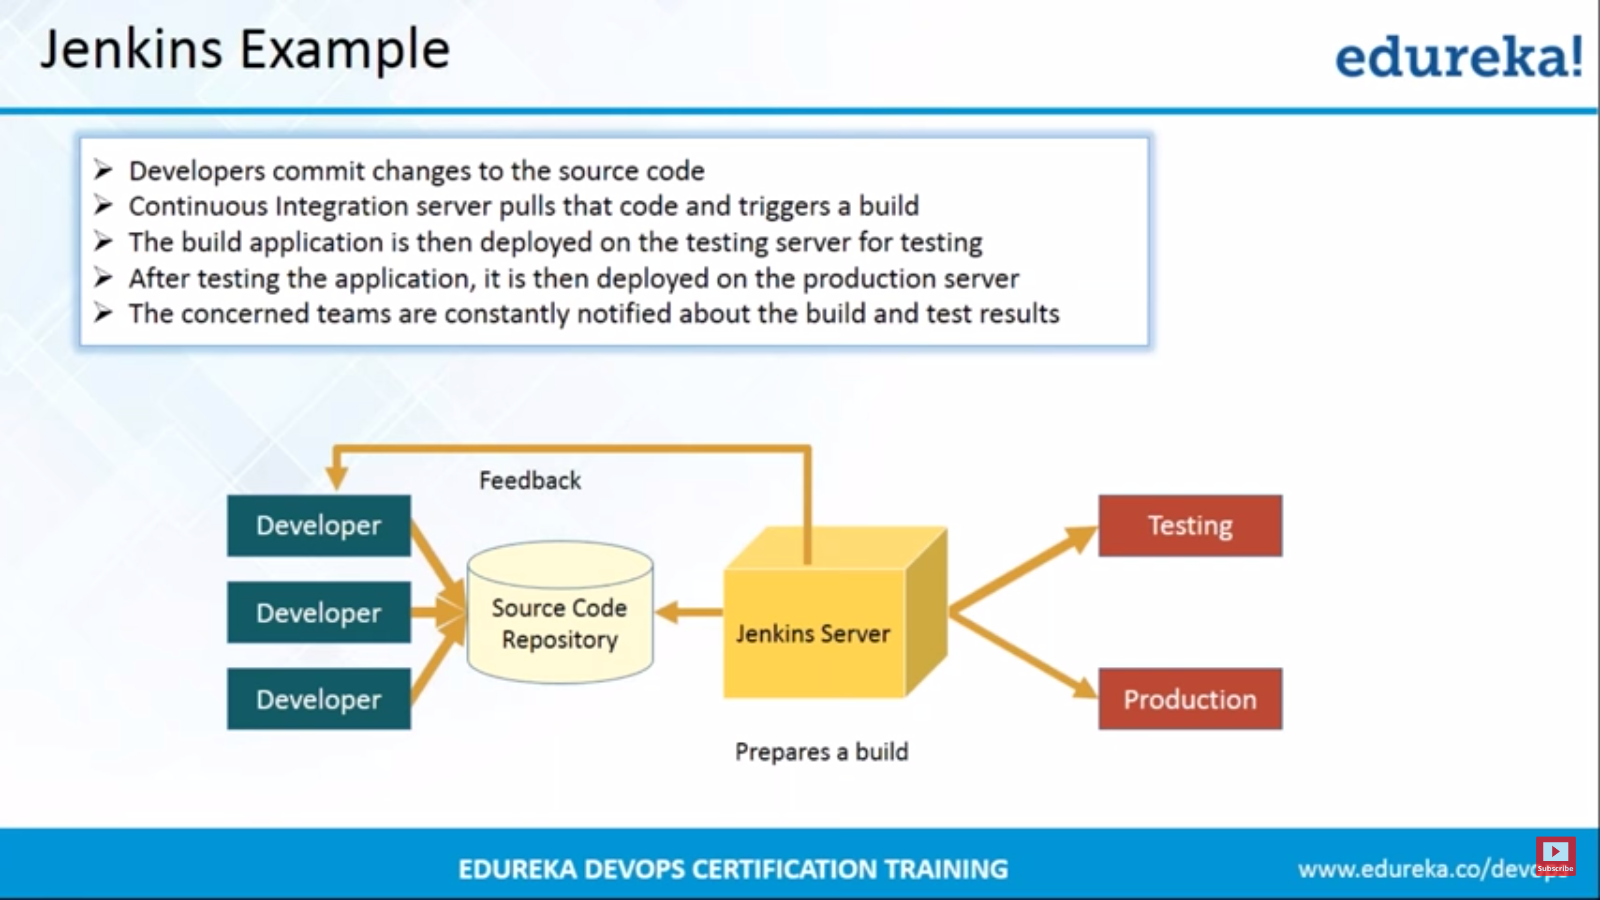 Jenkins Example
edureka!
Developers commit changes to the source code
Continuous Integration server pulls that code and triggers a build
The build application is then deployed on the testing server for testing
After testing the application, it is then deployed on the production server
The concerned teams are constantly notified about the build and test results
Feedback
Developer
Developer
Developer
Source Code
Repository
Jenkins Server
Prepares a build
Testing
Production
EDUREKA DEVOPS CERTIFICATION TRAINING
www.edureka.co/devops
Subscribe